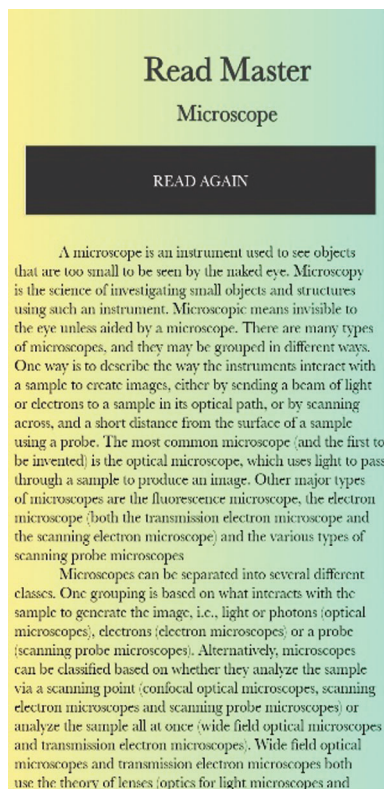 Read Master
Microscope
READ AGAIN
A microscope is an instrument used to see objects
that are too small to be seen by the naked eye. Microscopy
is the science of investigating small objects and structures
using such an instrument. Microscopic means invisible to
the eye unless aided by a microscope. There are many types
of microscopes, and they may be grouped in different ways.
One way is to describe the way the instruments interact with
a sample to create images, either by sending a beam of light
or electrons to a sample in its optical path, or by scanning
across, and a short distance from the surface of a sample
using a probe. The most common microscope (and the first to
be invented) is the optical microscope, which uses light to pass
through a sample to produce an image. Other major types
of microscopes are the fluorescence microscope, the electron
microscope (both the transmission electron microscope and
the scanning electron microscope) and the various types of
scanning probe microscopes
Microscopes can be separated into several different
classes. One grouping is based on what interacts with the
sample to generate the image, i.e., light or photons (optical
microscopes), electrons (electron microscopes) or a probe
(scanning probe microscopes). Alternatively, microscopes
can be classified based on whether they analyze the sample
via a scanning point (confocal optical microscopes, scanning
electron microscopes and scanning probe microscopes) or
analyze the sample all at once (wide field optical microscopes
and transmission electron microscopes). Wide field optical
microscopes and transmission electron microscopes both
use the theory of lenses (optics for light microscopes and